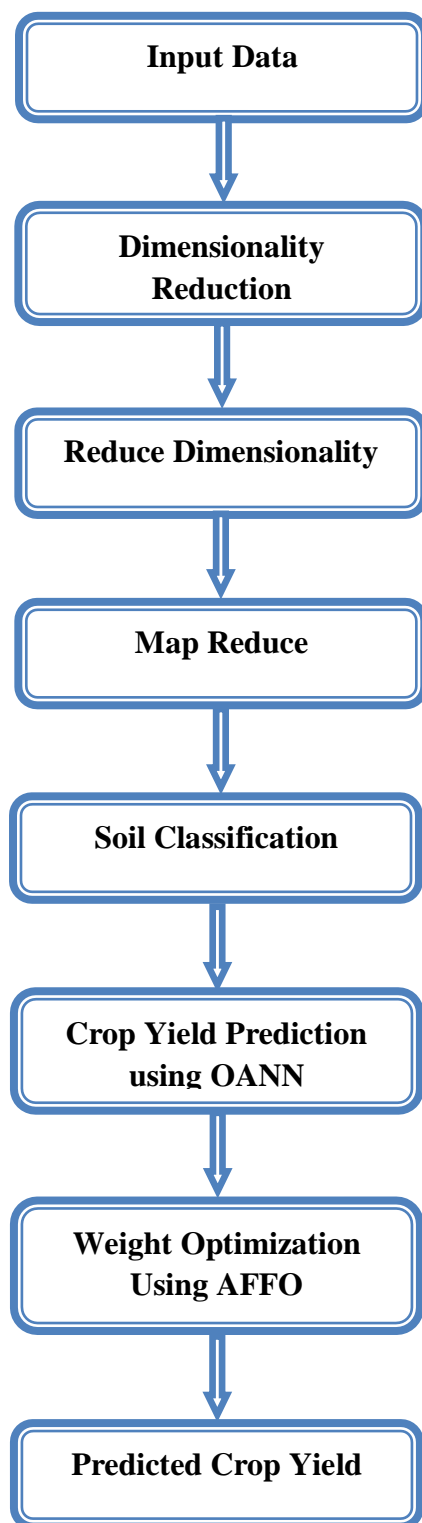 Input Data
Dimensionality
Reduction
Reduce Dimensionality
Map Reduce
Soil Classification
Crop Yield Prediction
using OANN
Weight Optimization
Using AFFO
Predicted Crop Yield